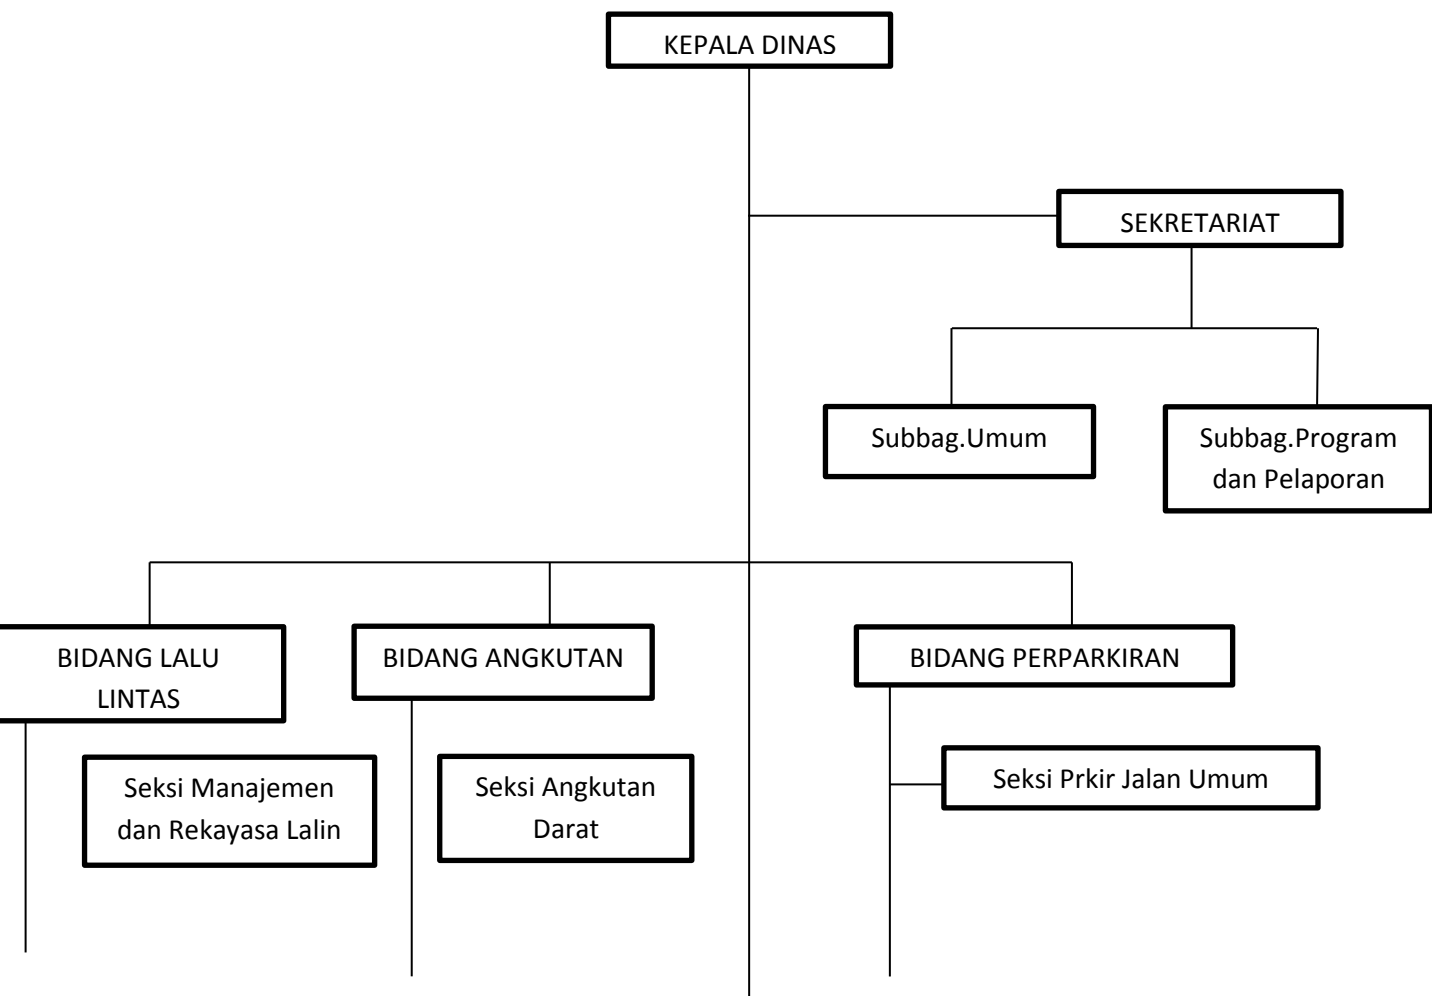 KEPALA DINAS
SEKRETARIAT
Subbag.Umum
Subbag.Program
dan Pelaporan
BIDANG LALU
LINTAS
BIDANG ANGKUTAN
BIDANG PERPARKIRAN
Seksi Manajemen
dan Rekayasa Lalin
Seksi Angkutan
Darat
Seksi Prkir Jalan Umum